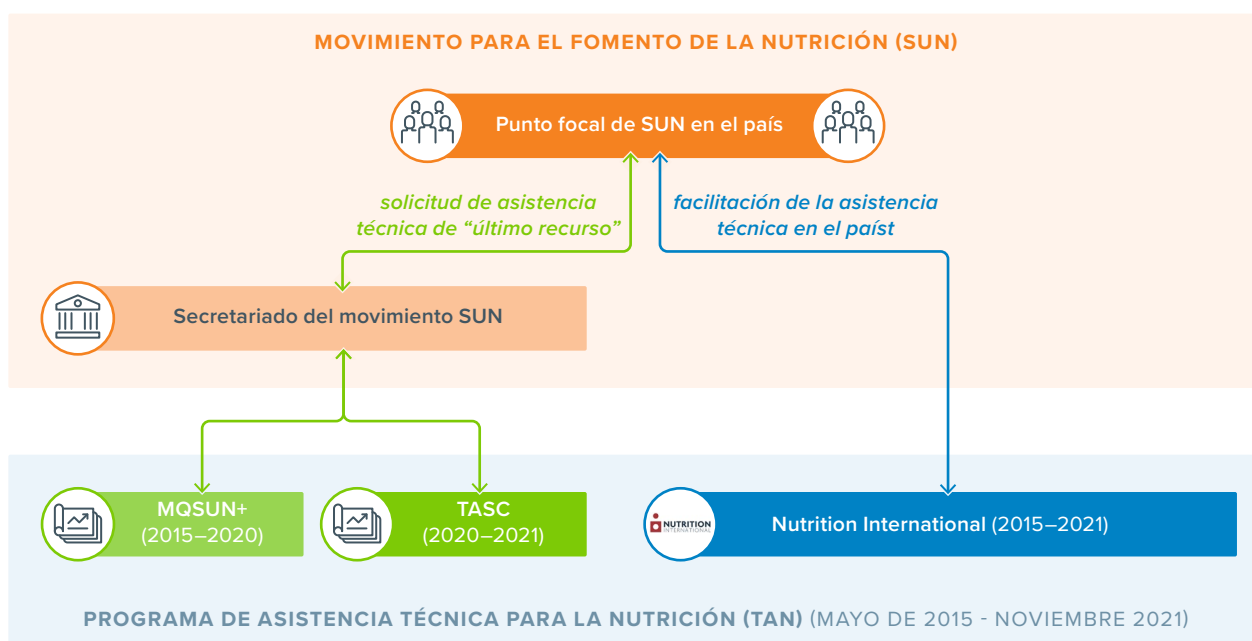 MOVIMIENTO PARA EL FOMENTO DE LA NUTRICIÓN (SUN)
Punto focal de SUN en el país
solicitud de asistencia
técnica de “último recurso”
facilitación de la asistencia
técnica en el paíst
Secretariado del movimiento SUN
MQSUN+
(2015–2020)
TASC
(2020–2021)
NUTRITION
INTERNATIONAL
Nutrition International (2015–2021)
PROGRAMA DE ASISTENCIA TÉCNICA PARA LA NUTRICIÓN (TAN) (MAYO DE 2015 - NOVIEMBRE 2021)